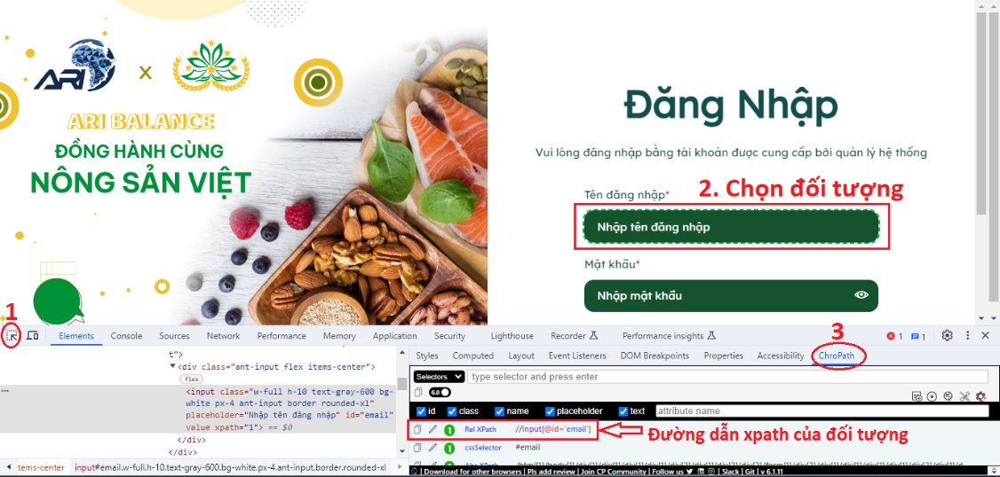 ARI
X
ARI BALANCE
ĐỒNG HÀNH CÙNG
NÔNG SẢN VIỆT
Đăng Nhập
Vui lòng đăng nhập bằng tài khoản được cung cấp bởi quản lý hệ thống
Tên đăng nhập*
2. Chọn đối tượng
Nhập tên đăng nhập
Mật khẩu*
Nhập mật khẩu
1
3
Elements Console Sources Network Performance Memory Application Security Lighthouse Recorder Performance insights 1 1
t">
<div class="ant-input flex items-center">
flex
<input class="w-full h-10 text-gray-600 bg-
white px-4 ant-input border rounded-xl"
placeholder="Nhập tên đăng nhập" id="email"
value xpath="1"> == $0
</div>
</div>
tems-center input#email.w-full.h-10.text-gray-600.bg-white.px-4.ant-input.border.rounded-xl
Styles Computed Layout Event Listeners DOM Breakpoints Properties Accessibility ChroPath
Selectors type selector and press enter
6.0
id class name placeholder text attribute name
1 Rel XPath //input[@id='email']
Đường dẫn xpath của đối tượng
1 cssSelector #email
C | Download for other browsers | Pls add review | Join CP Community | Follow us | Slack | Git | v 6.1.11